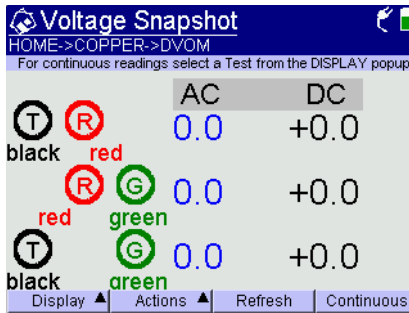 Voltage Snapshot
HOME->COPPER->DVOM
For continuous readings select a Test from the DISPLAY popup
AC DC
T R 0.0 +0.0
black red
R G 0.0 +0.0
red green
T G 0.0 +0.0
black green
Display ▲ Actions ▲ Refresh Continuous